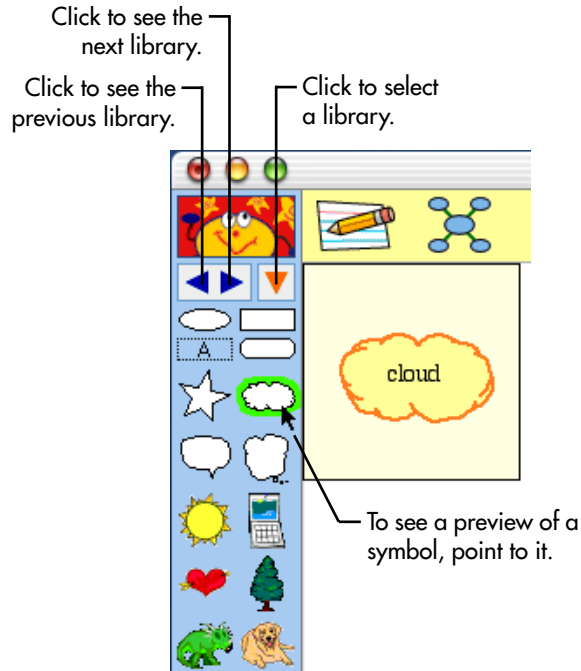 Click to see the
next library.
Click to see the
previous library.
Click to select
a library.
A
cloud
To see a preview of a
symbol, point to it.